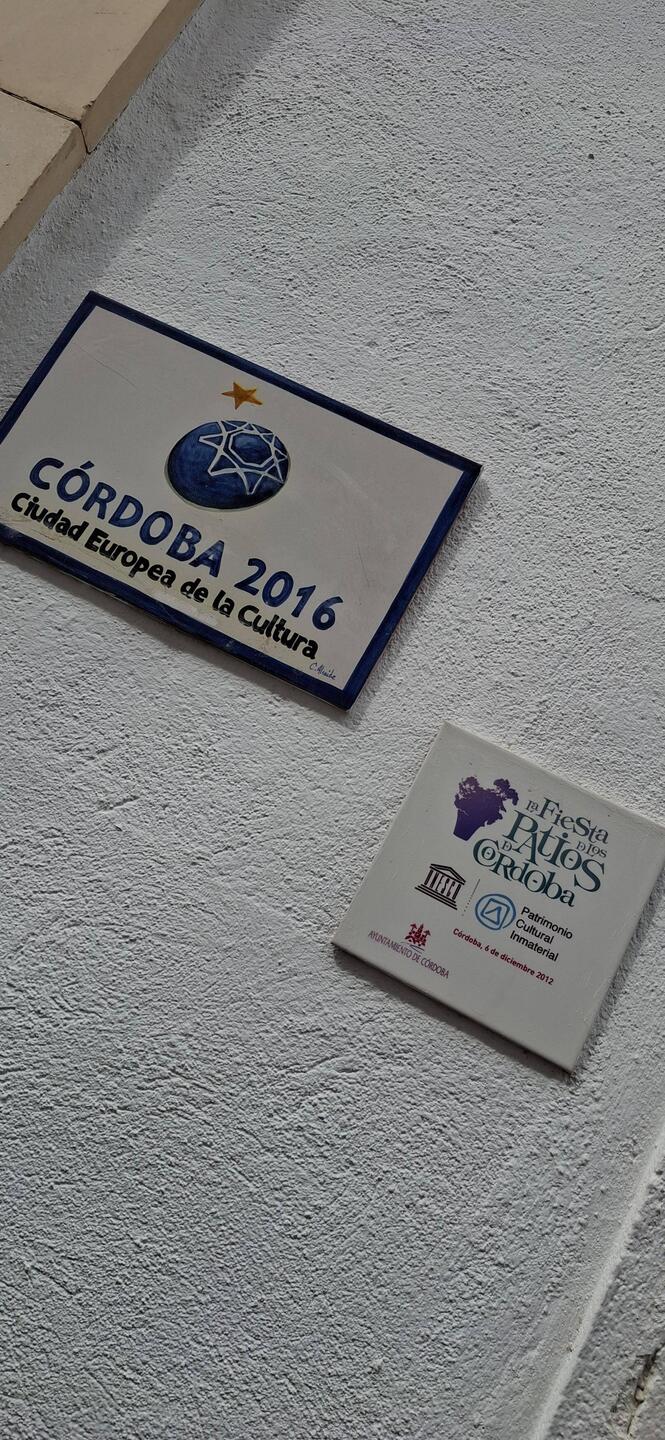 CÓRDOBA 2016
Ciudad Europea de la Cultura
La Fiesta
de los
Patios
de
Córdoba
UNESCO
Patrimonio
Cultural
Inmaterial
Córdoba, 6 de diciembre 2012
AYUNTAMIENTO DE CÓRDOBA